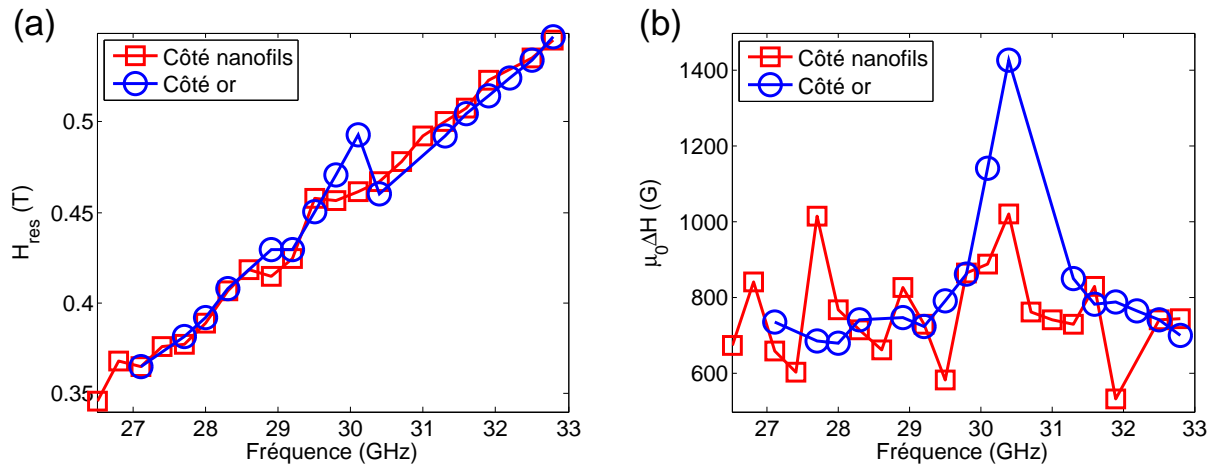 (a)
Côté nanofils
Côté or
0.5
0.45
0.4
0.35
H_res (T)
27 28 29 30 31 32 33
Fréquence (GHz)
(b)
Côté nanofils
Côté or
1400
1200
1000
800
600
μ_0ΔH (G)
27 28 29 30 31 32 33
Fréquence (GHz)